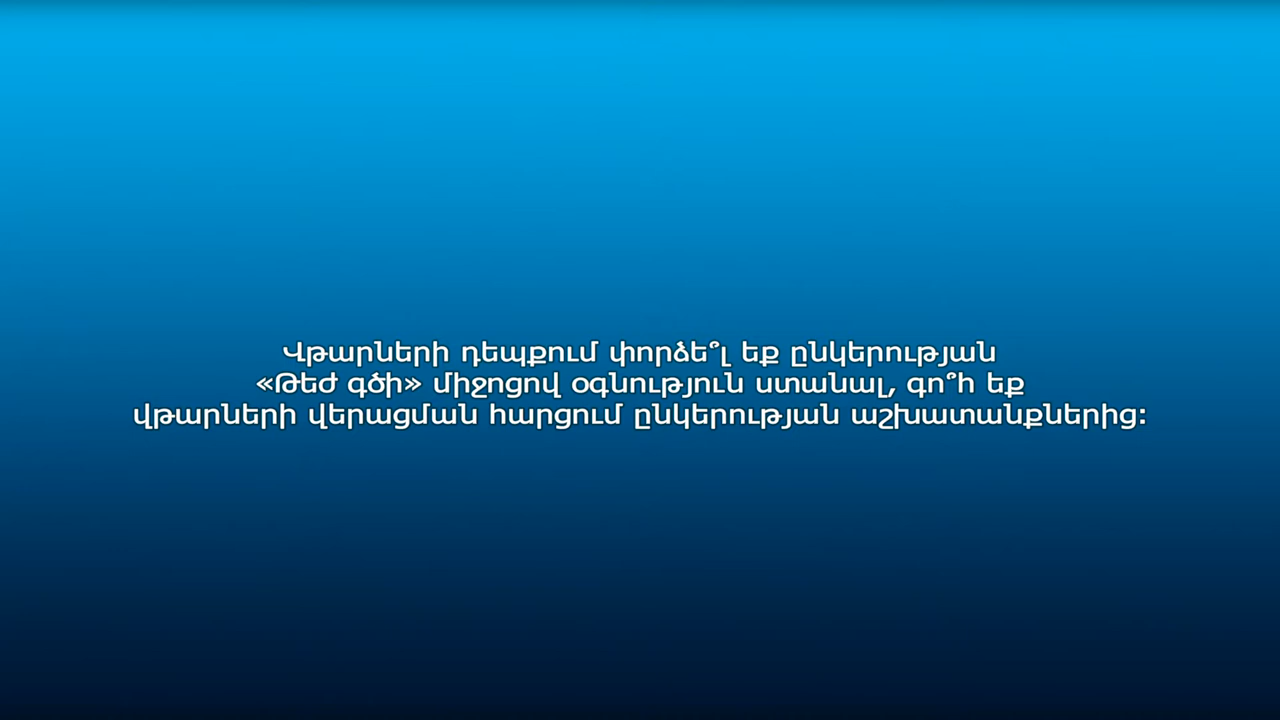 Վթարների դեպքում փորձե՞լ եք ընկերության
«Թեժ գծի» միջոցով օգնություն ստանալ, գո՞հ եք
վթարների վերացման հարցում ընկերության աշխատանքներից: